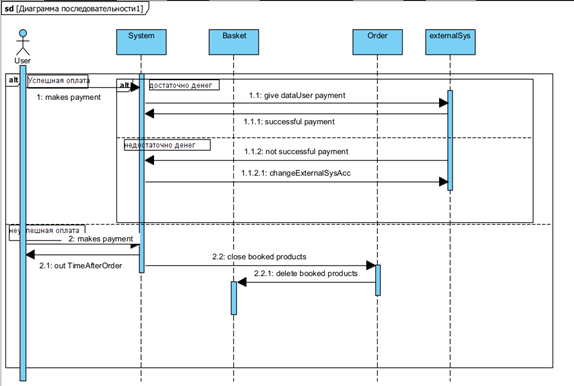 sd [Диаграмма последовательности1]
User
System
Basket
Order
externalSys
alt
Успешная оплата
1: makes payment
alt
достаточно денег
1.1: give dataUser payment
1.1.1: successful payment
недостаточно денег
1.1.2: not successful payment
1.1.2.1: changeExternalSysAcc
неуспешная оплата
2: makes payment
2.1: out TimeAfterOrder
2.2: close booked products
2.2.1: delete booked products